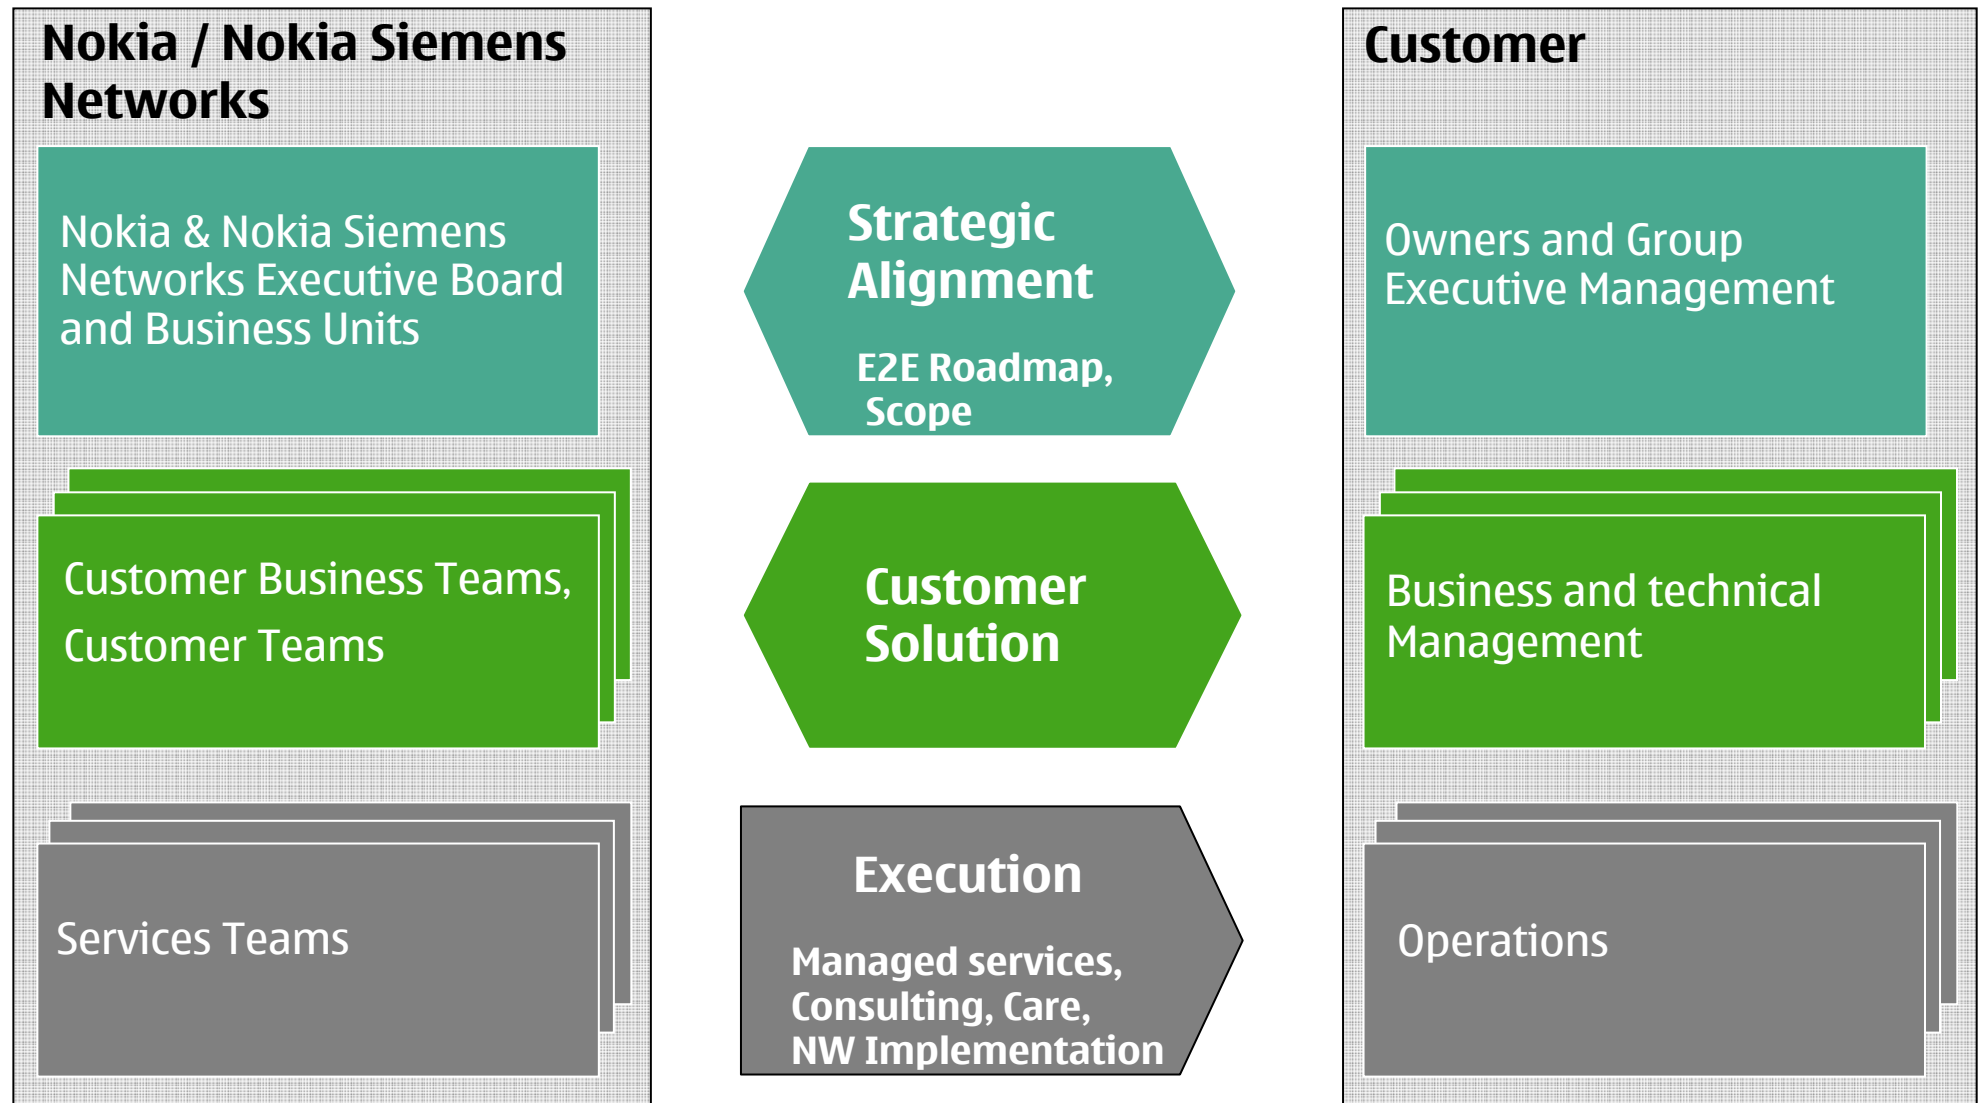 Nokia / Nokia Siemens
Networks
Customer
Nokia & Nokia Siemens
Networks Executive Board
and Business Units
Strategic
Alignment
E2E Roadmap,
Scope
Owners and Group
Executive Management
Customer Business Teams,
Customer Teams
Customer
Solution
Business and technical
Management
Services Teams
Execution
Managed services,
Consulting, Care,
NW Implementation
Operations